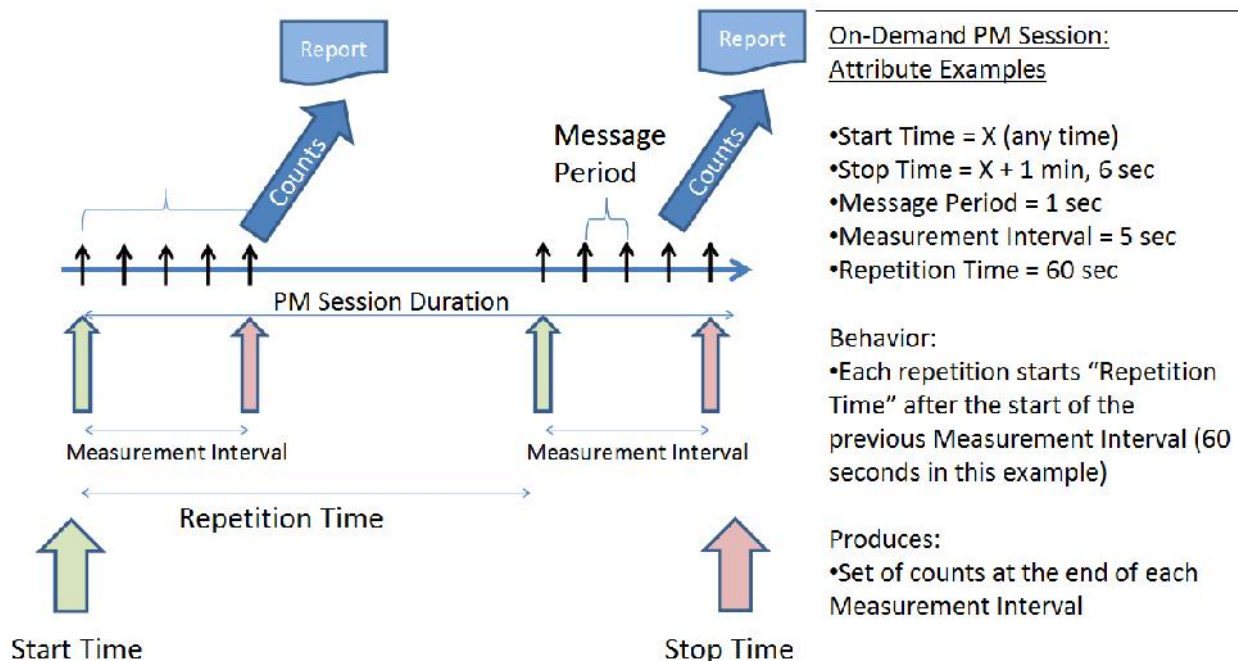 Report
Report
Counts
Message
Period
Counts
PM Session Duration
Measurement Interval
Measurement Interval
Repetition Time
Start Time
Stop Time
On-Demand PM Session:
Attribute Examples
•Start Time = X (any time)
•Stop Time = X + 1 min, 6 sec
•Message Period = 1 sec
•Measurement Interval = 5 sec
•Repetition Time = 60 sec
Behavior:
•Each repetition starts “Repetition
Time” after the start of the
previous Measurement Interval (60
seconds in this example)
Produces:
•Set of counts at the end of each
Measurement Interval